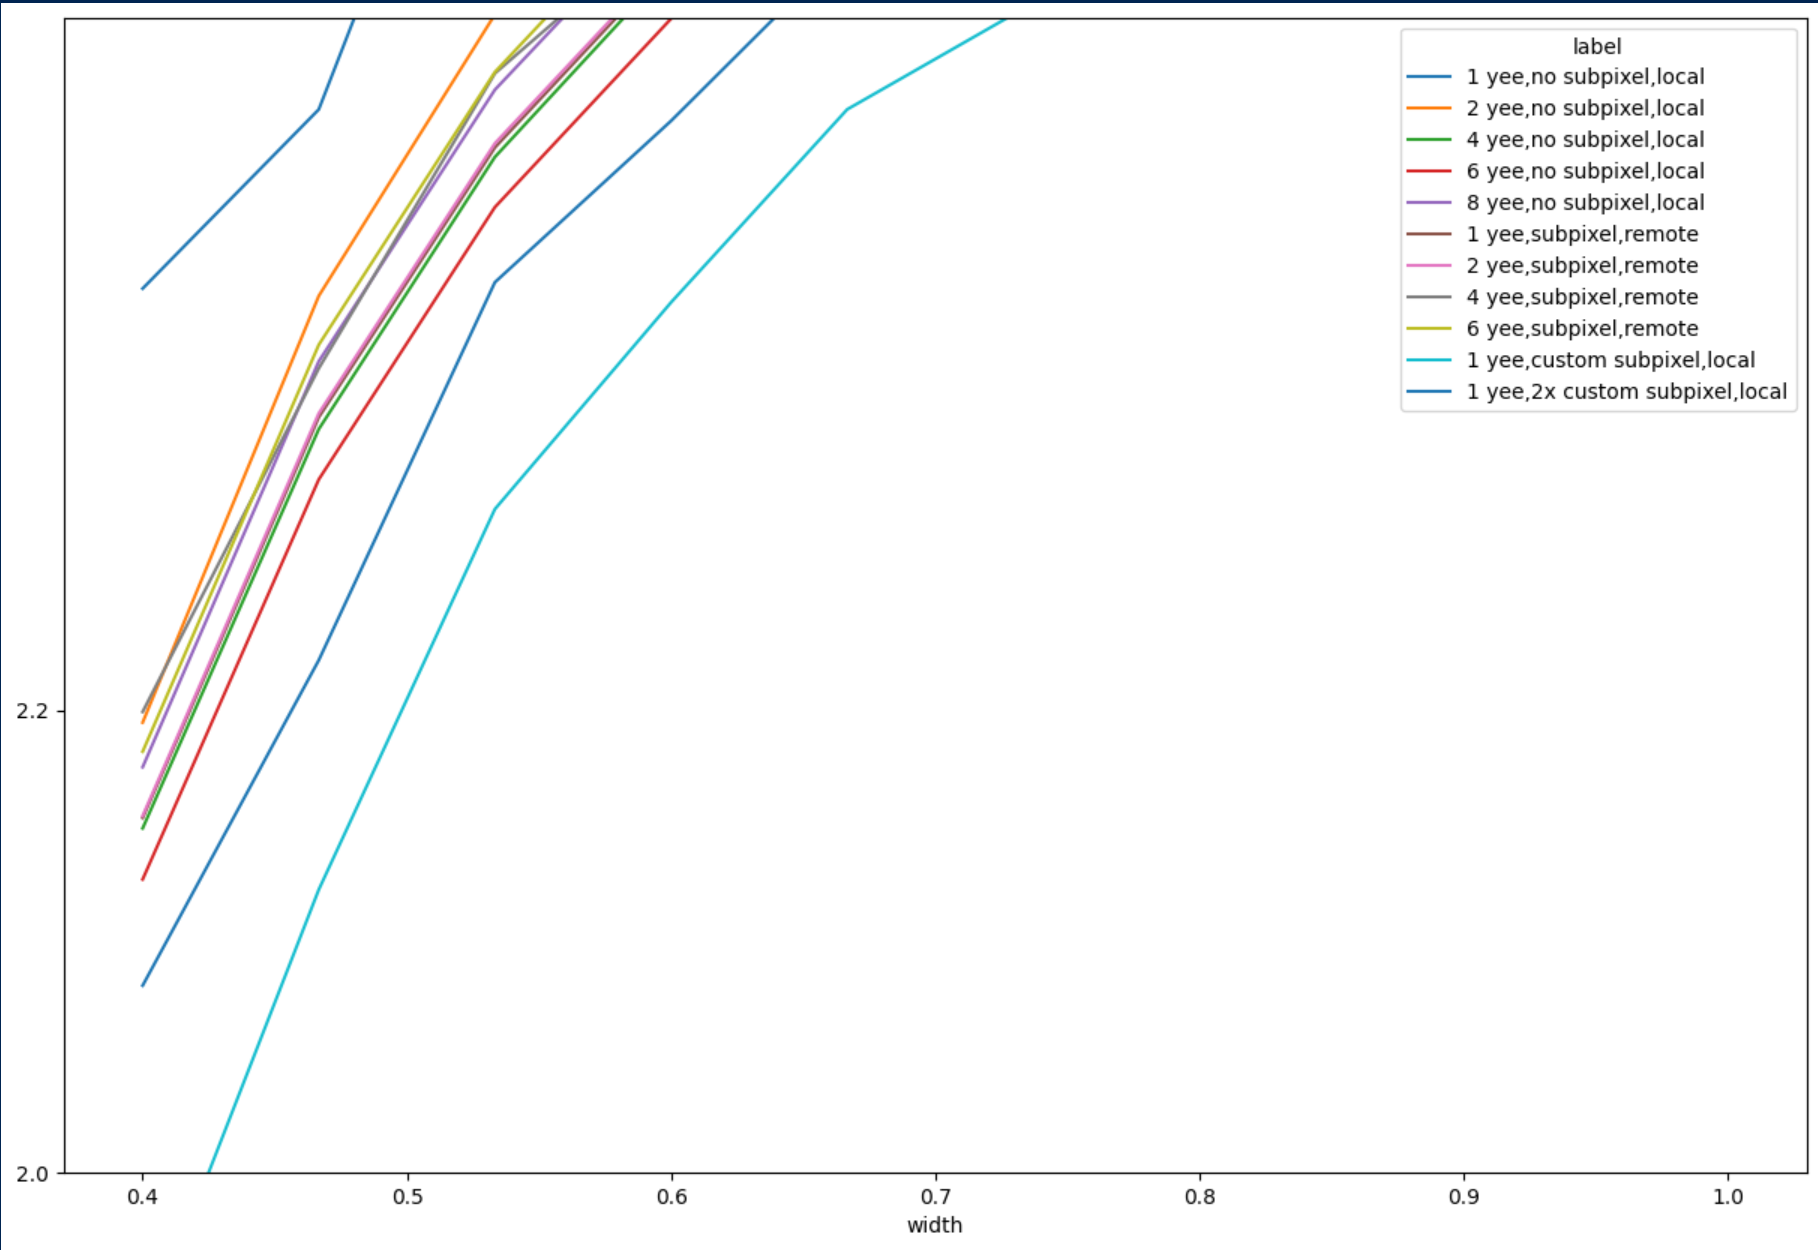 label
1 yee,no subpixel,local
2 yee,no subpixel,local
4 yee,no subpixel,local
6 yee,no subpixel,local
8 yee,no subpixel,local
1 yee,subpixel,remote
2 yee,subpixel,remote
4 yee,subpixel,remote
6 yee,subpixel,remote
1 yee,custom subpixel,local
1 yee,2x custom subpixel,local
2.2
2.0
0.4 0.5 0.6 0.7 0.8 0.9 1.0
width